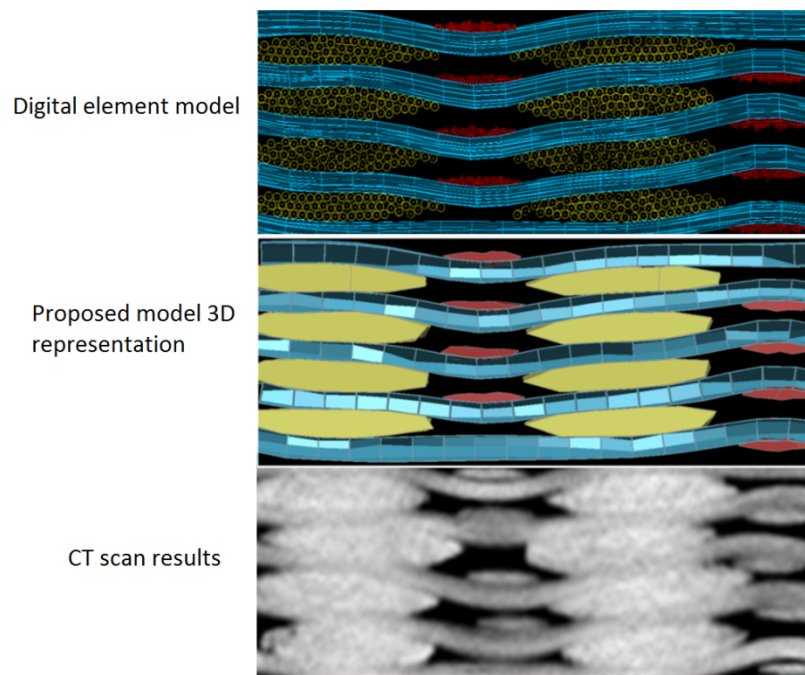 Digital element model
Proposed model 3D
representation
CT scan results